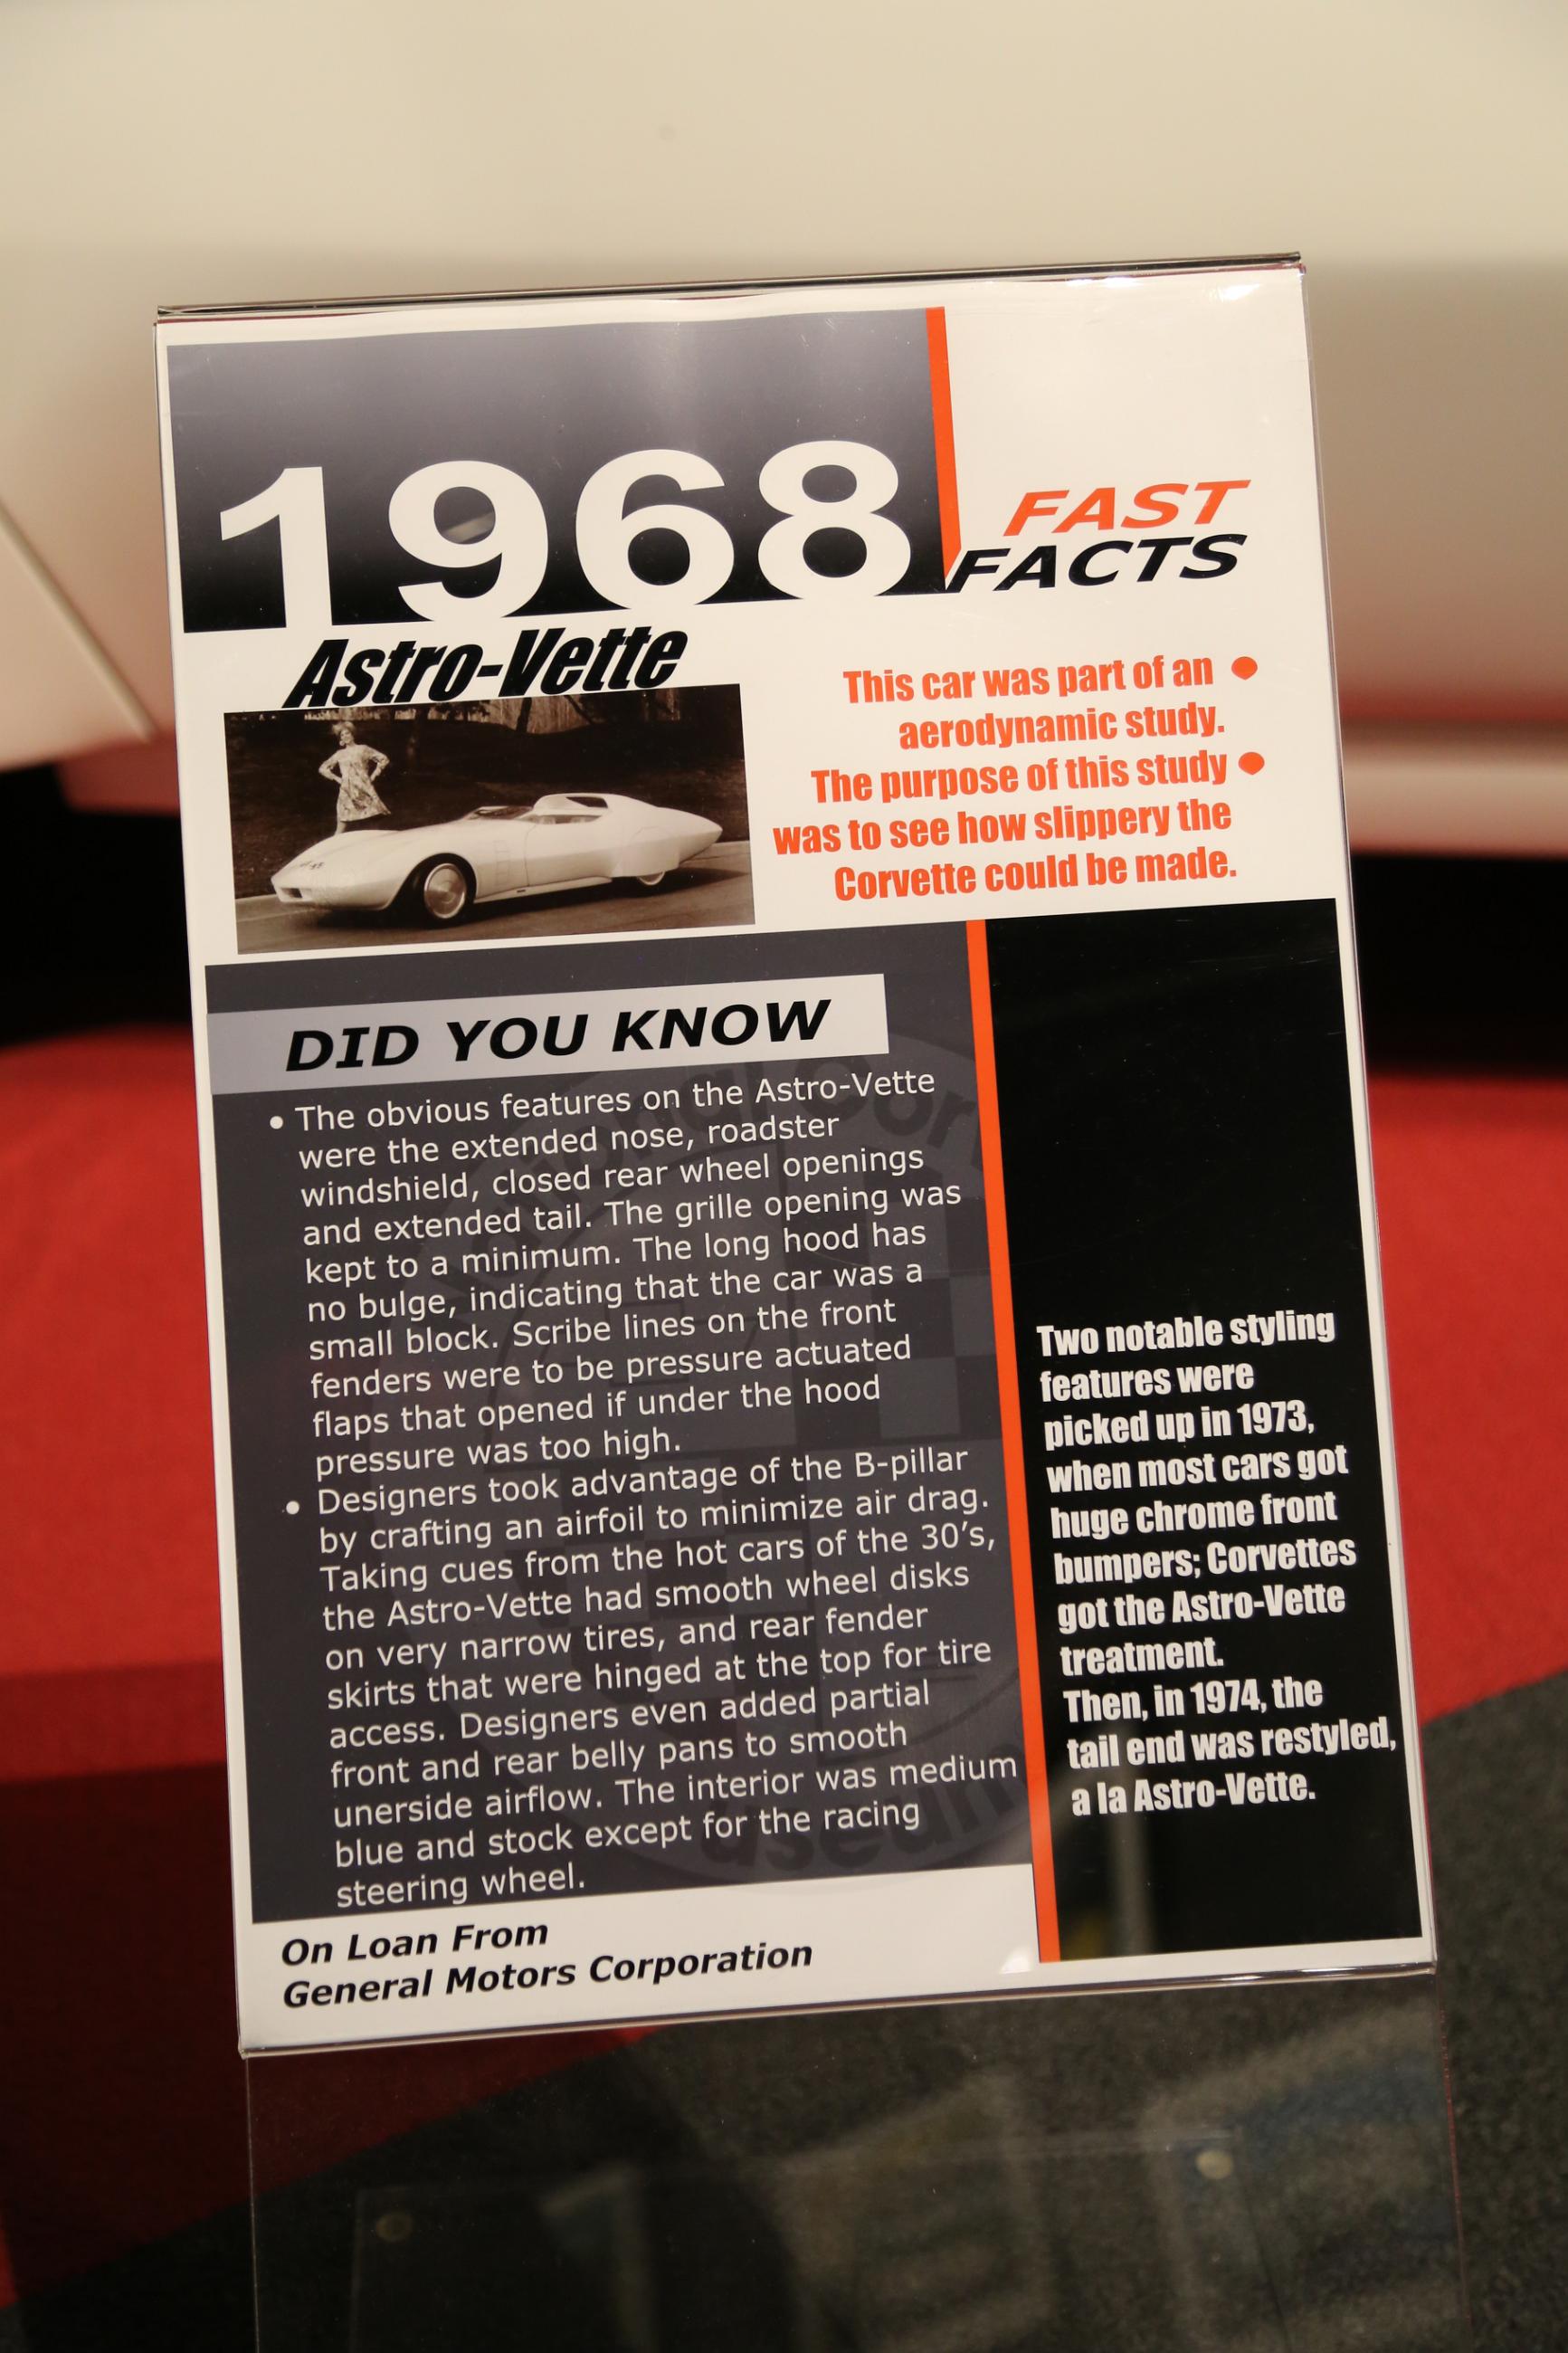 1968
FAST
FACTS
Astro-Vette
This car was part of an
aerodynamic study.
The purpose of this study
was to see how slippery the
Corvette could be made.
DID YOU KNOW
• The obvious features on the Astro-Vette
were the extended nose, roadster
windshield, closed rear wheel openings
and extended tail. The grille opening was
kept to a minimum. The long hood has
no bulge, indicating that the car was a
small block. Scribe lines on the front
fenders were to be pressure actuated
flaps that opened if under the hood
pressure was too high.
• Designers took advantage of the B-pillar
by crafting an airfoil to minimize air drag.
Taking cues from the hot cars of the 30’s,
the Astro-Vette had smooth wheel disks
on very narrow tires, and rear fender
skirts that were hinged at the top for tire
access. Designers even added partial
front and rear belly pans to smooth
unerside airflow. The interior was medium
blue and stock except for the racing
steering wheel.
Two notable styling
features were
picked up in 1973,
when most cars got
huge chrome front
bumpers; Corvettes
got the Astro-Vette
treatment.
Then, in 1974, the
tail end was restyled,
a la Astro-Vette.
On Loan From
General Motors Corporation